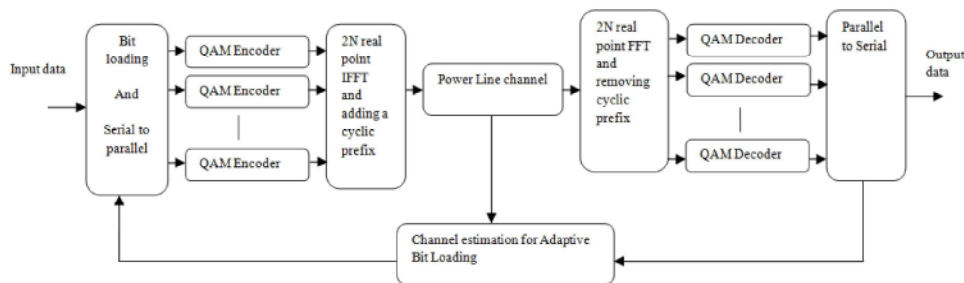 Input data
Bit
loading
And
Serial to
parallel
QAM Encoder
QAM Encoder
QAM Encoder
2N real
point
IFFT
and
adding a
cyclic
prefix
Power Line channel
2N real
point FFT
and
removing
cyclic
prefix
QAM Decoder
QAM Decoder
QAM Decoder
Parallel
to Serial
Output
data
Channel estimation for Adaptive
Bit Loading